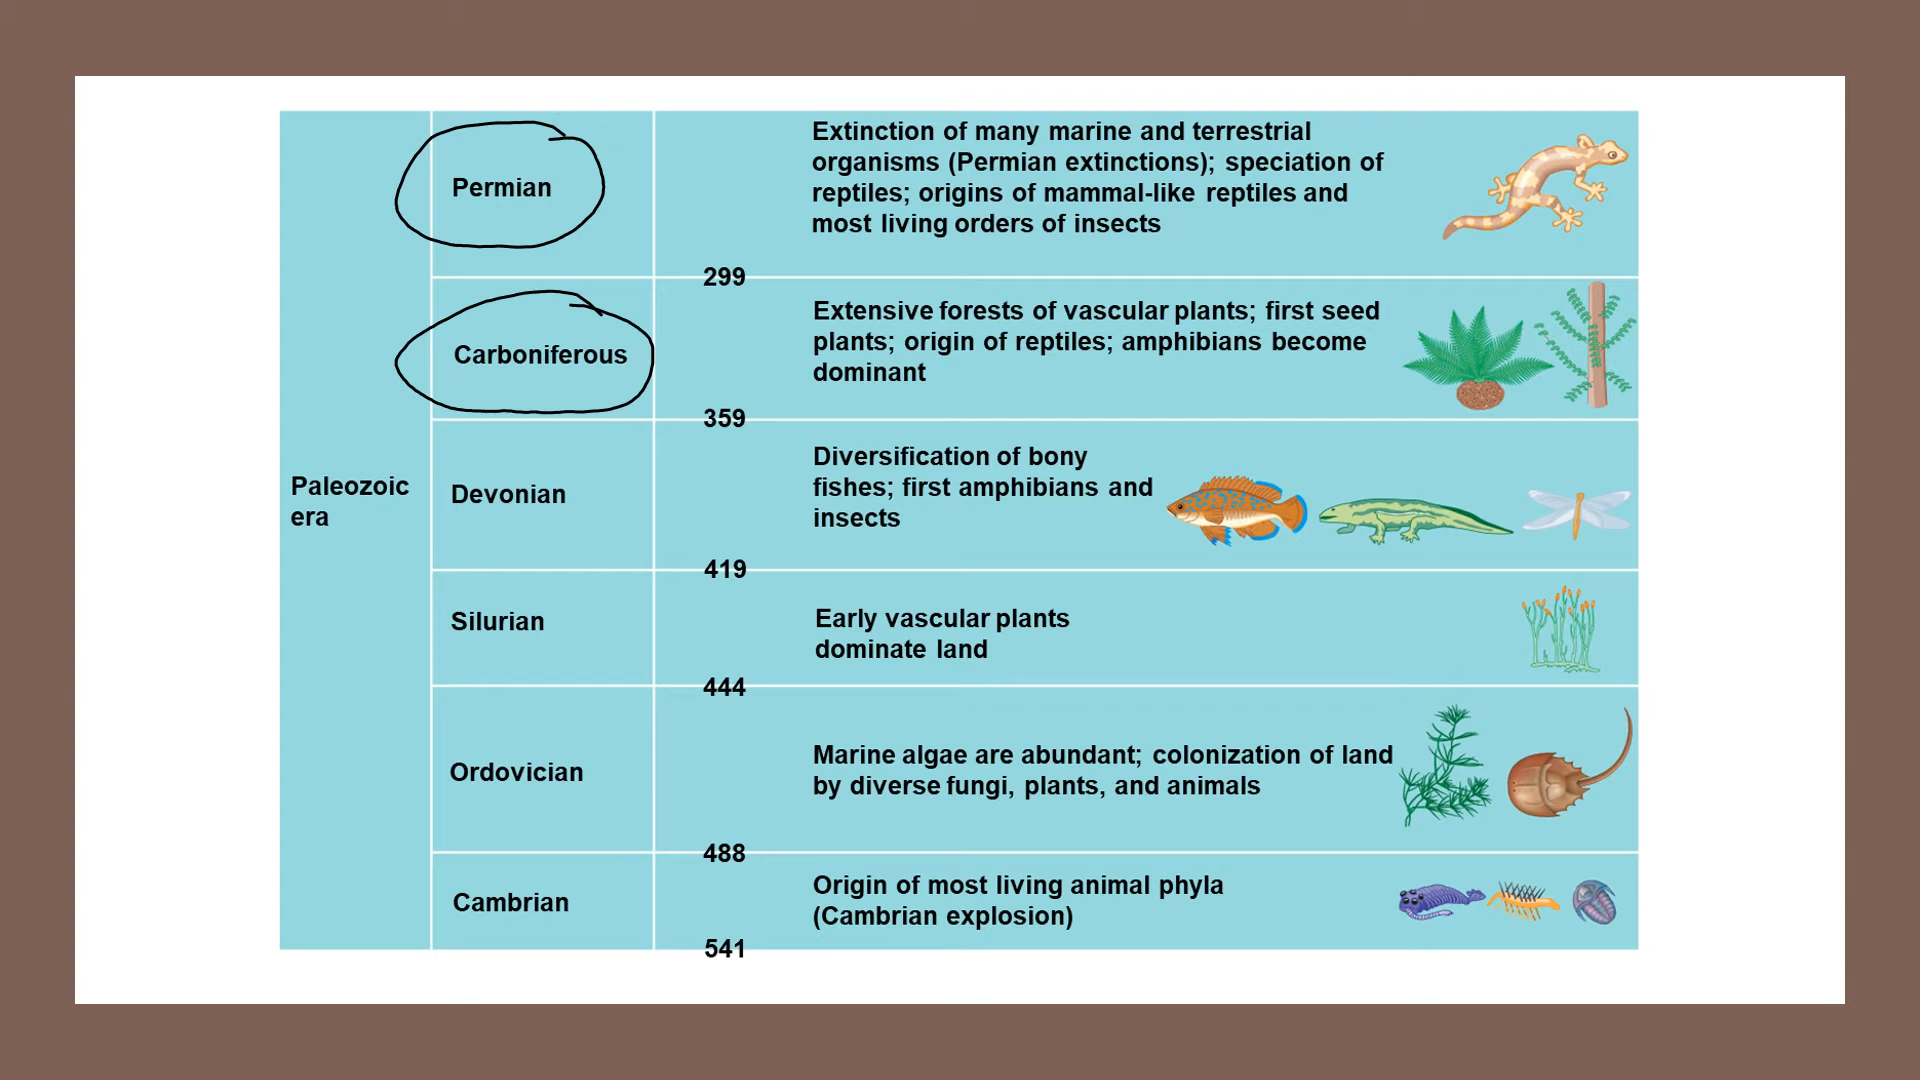 Permian
Extinction of many marine and terrestrial
organisms (Permian extinctions); speciation of
reptiles; origins of mammal-like reptiles and
most living orders of insects
299
Carboniferous
Extensive forests of vascular plants; first seed
plants; origin of reptiles; amphibians become
dominant
359
Paleozoic
era
Devonian
Diversification of bony
fishes; first amphibians and
insects
419
Silurian
Early vascular plants
dominate land
444
Ordovician
Marine algae are abundant; colonization of land
by diverse fungi, plants, and animals
488
Cambrian
Origin of most living animal phyla
(Cambrian explosion)
541